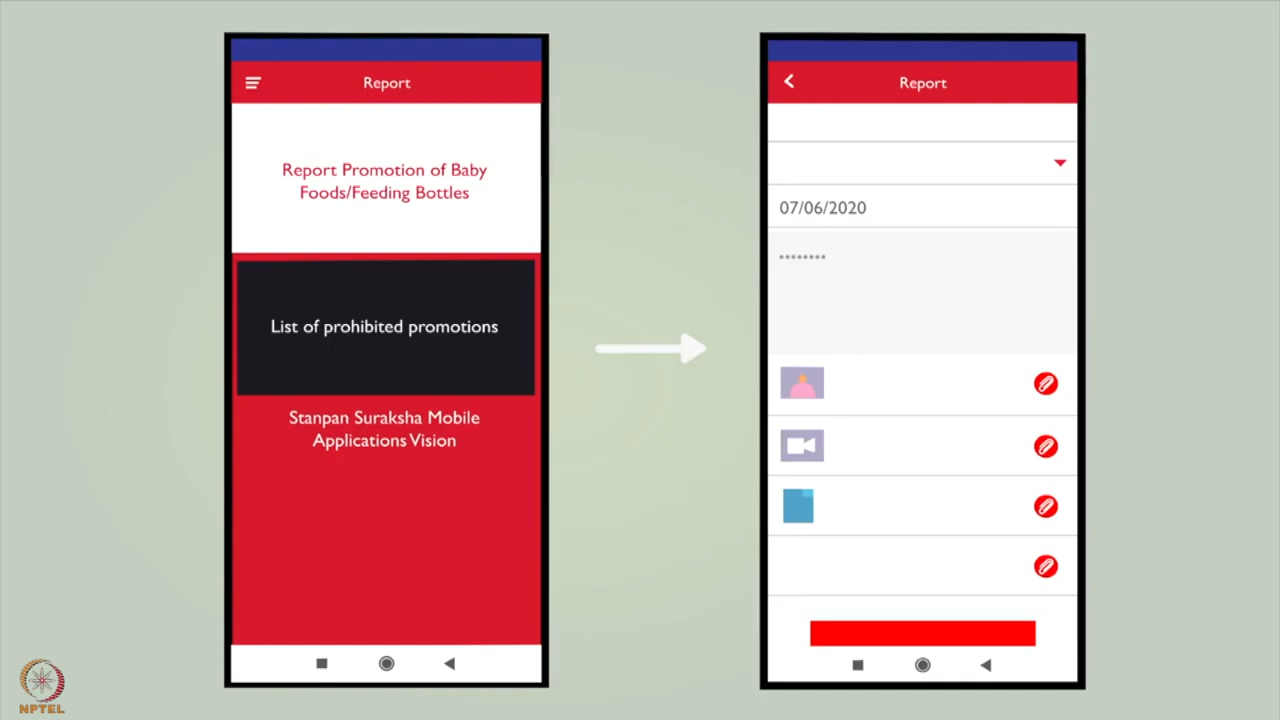 Report
Report Promotion of Baby
Foods/Feeding Bottles
List of prohibited promotions
Stanpan Suraksha Mobile
Applications Vision
Report
07/06/2020
........
NPTEL